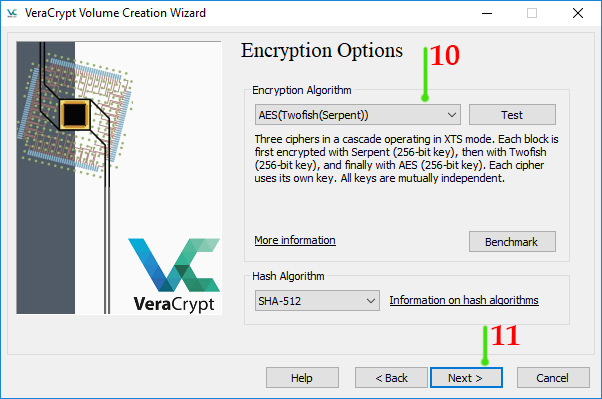 VeraCrypt Volume Creation Wizard
Encryption Options
10
Encryption Algorithm
AES(Twofish(Serpent))
Test
Three ciphers in a cascade operating in XTS mode. Each block is
first encrypted with Serpent (256-bit key), then with Twofish
(256-bit key), and finally with AES (256-bit key). Each cipher
uses its own key. All keys are mutually independent.
More information
Benchmark
VeraCrypt
Hash Algorithm
SHA-512
Information on hash algorithms
11
Help
< Back
Next >
Cancel